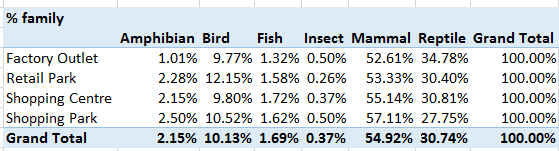 % family
Amphibian Bird Fish Insect Mammal Reptile Grand Total
Factory Outlet 1.01% 9.77% 1.32% 0.50% 52.61% 34.78% 100.00%
Retail Park 2.28% 12.15% 1.58% 0.26% 53.33% 30.40% 100.00%
Shopping Centre 2.15% 9.80% 1.72% 0.37% 55.14% 30.81% 100.00%
Shopping Park 2.50% 10.52% 1.62% 0.50% 57.11% 27.75% 100.00%
Grand Total 2.15% 10.13% 1.69% 0.37% 54.92% 30.74% 100.00%